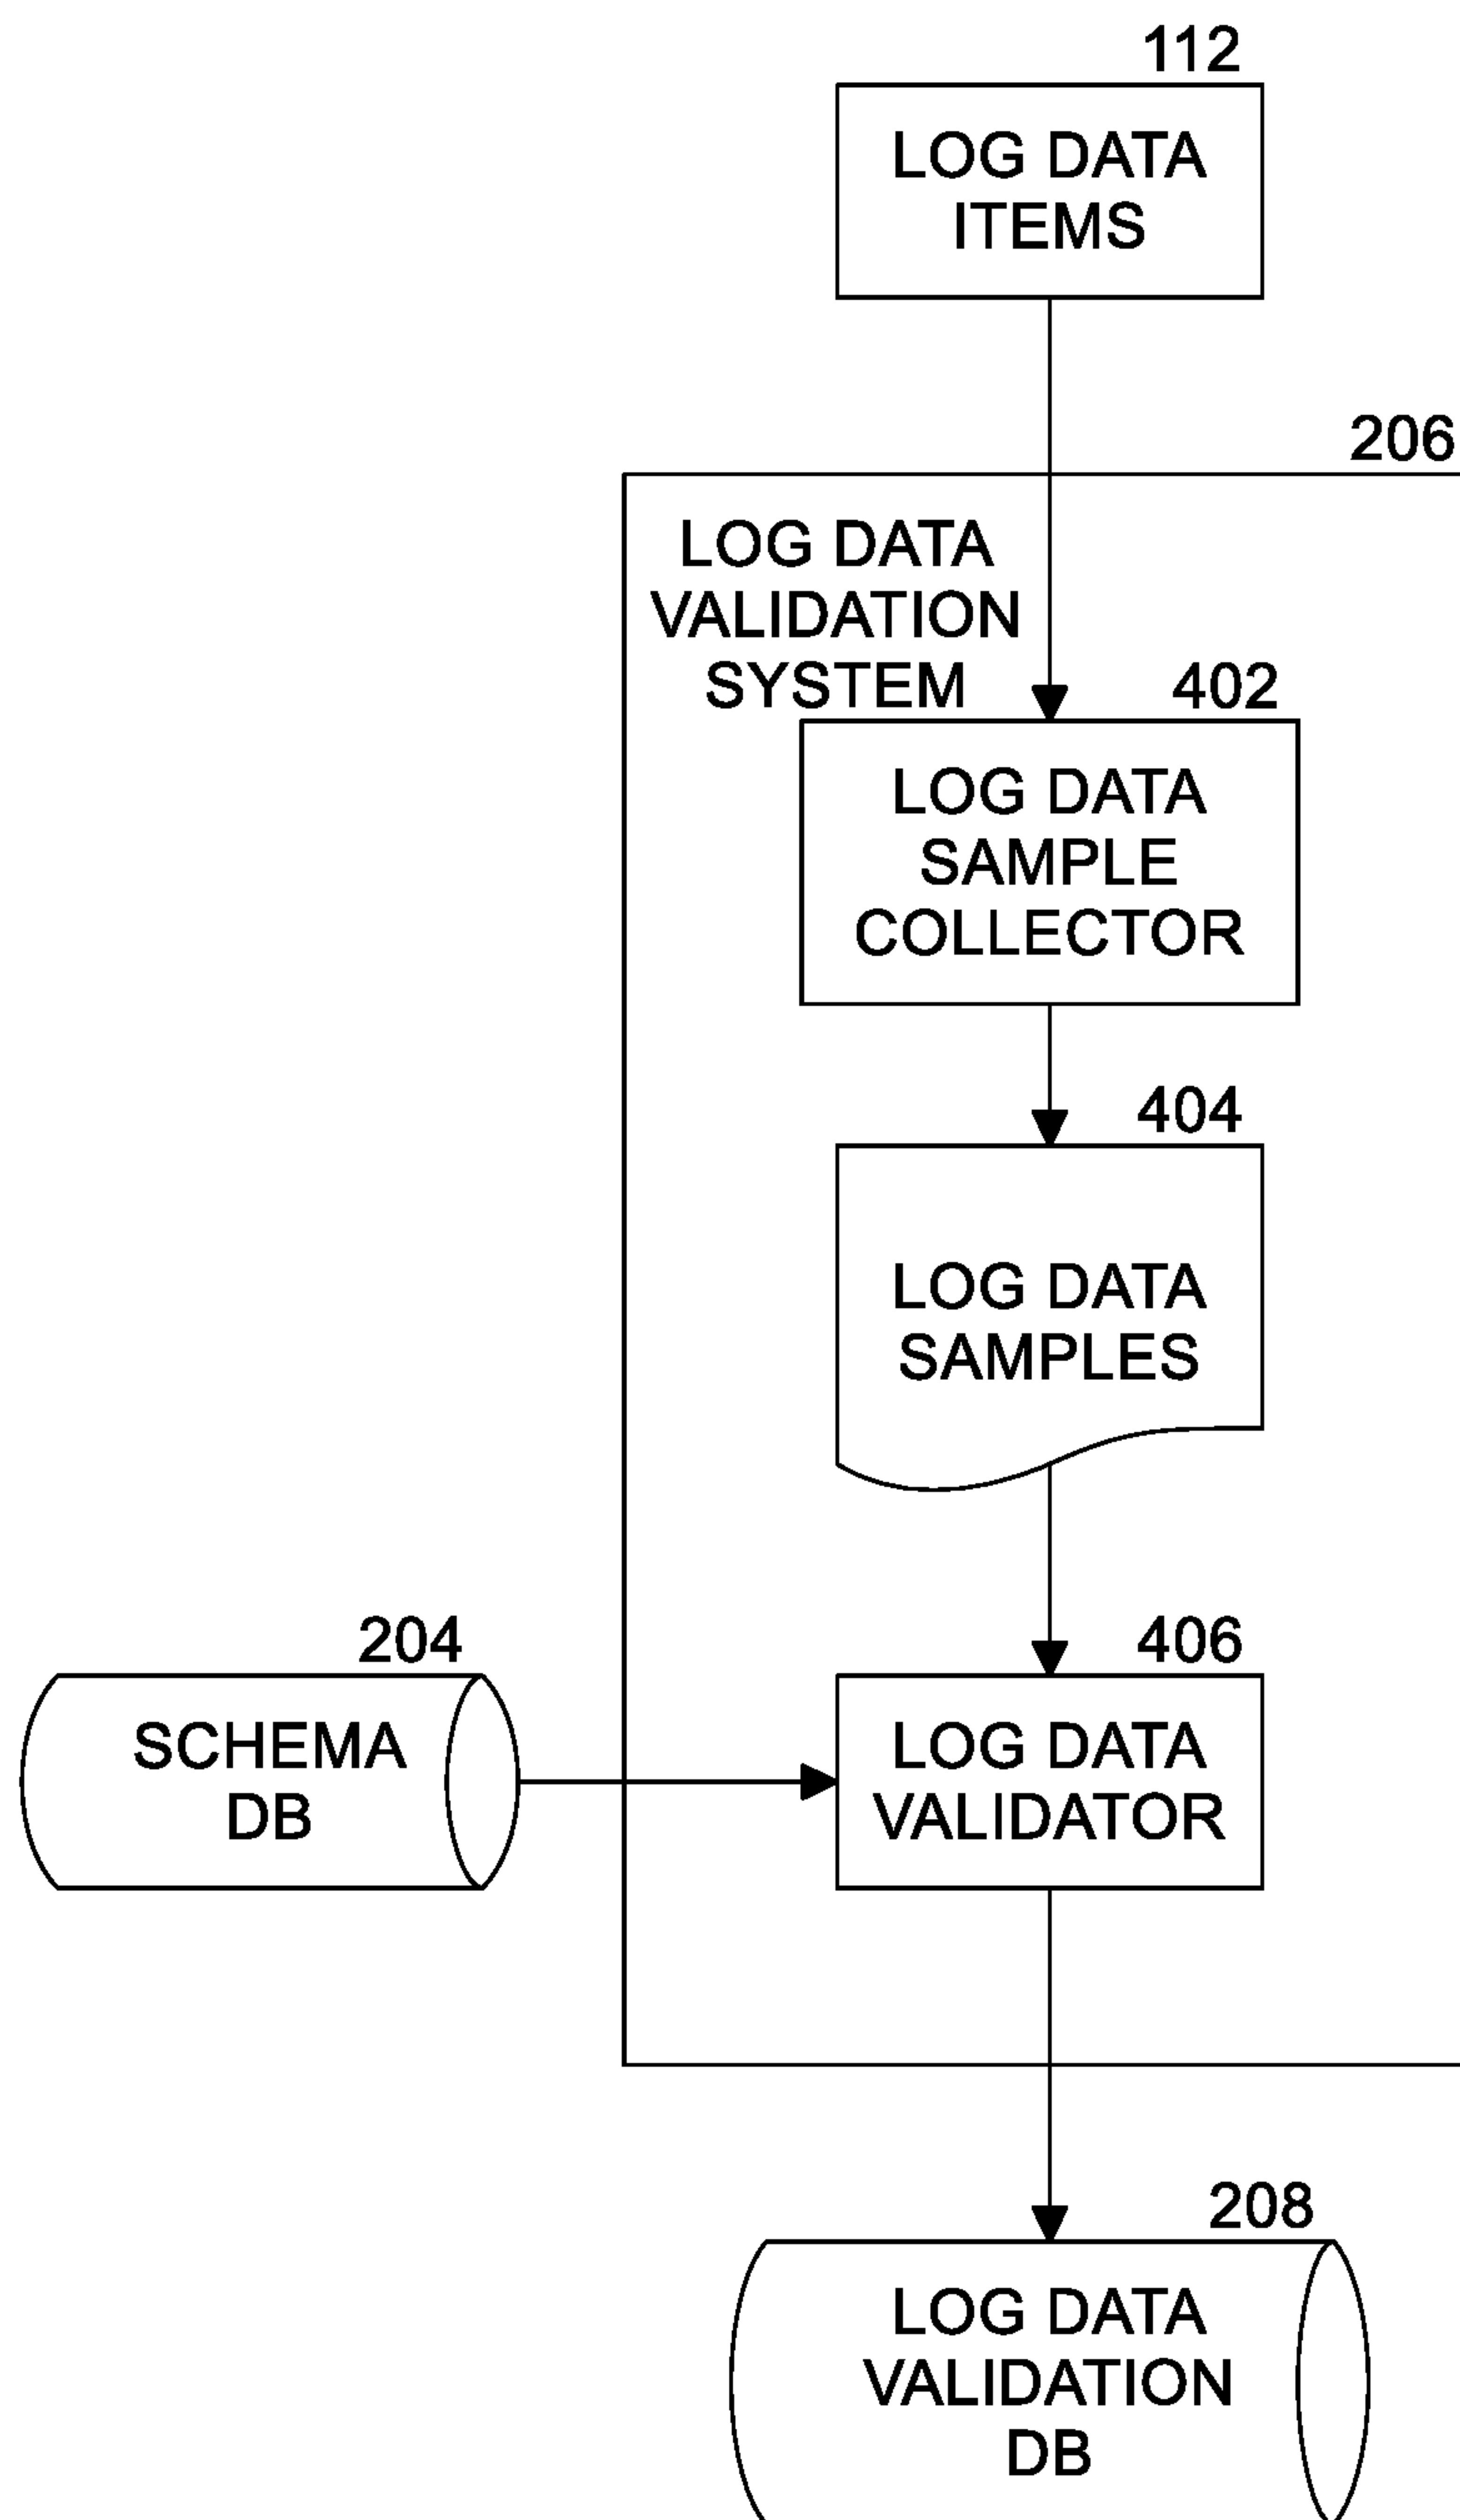 112
LOG DATA
ITEMS
206
LOG DATA
VALIDATION
SYSTEM
402
LOG DATA
SAMPLE
COLLECTOR
404
LOG DATA
SAMPLES
204
SCHEMA
DB
406
LOG DATA
VALIDATOR
208
LOG DATA
VALIDATION
DB